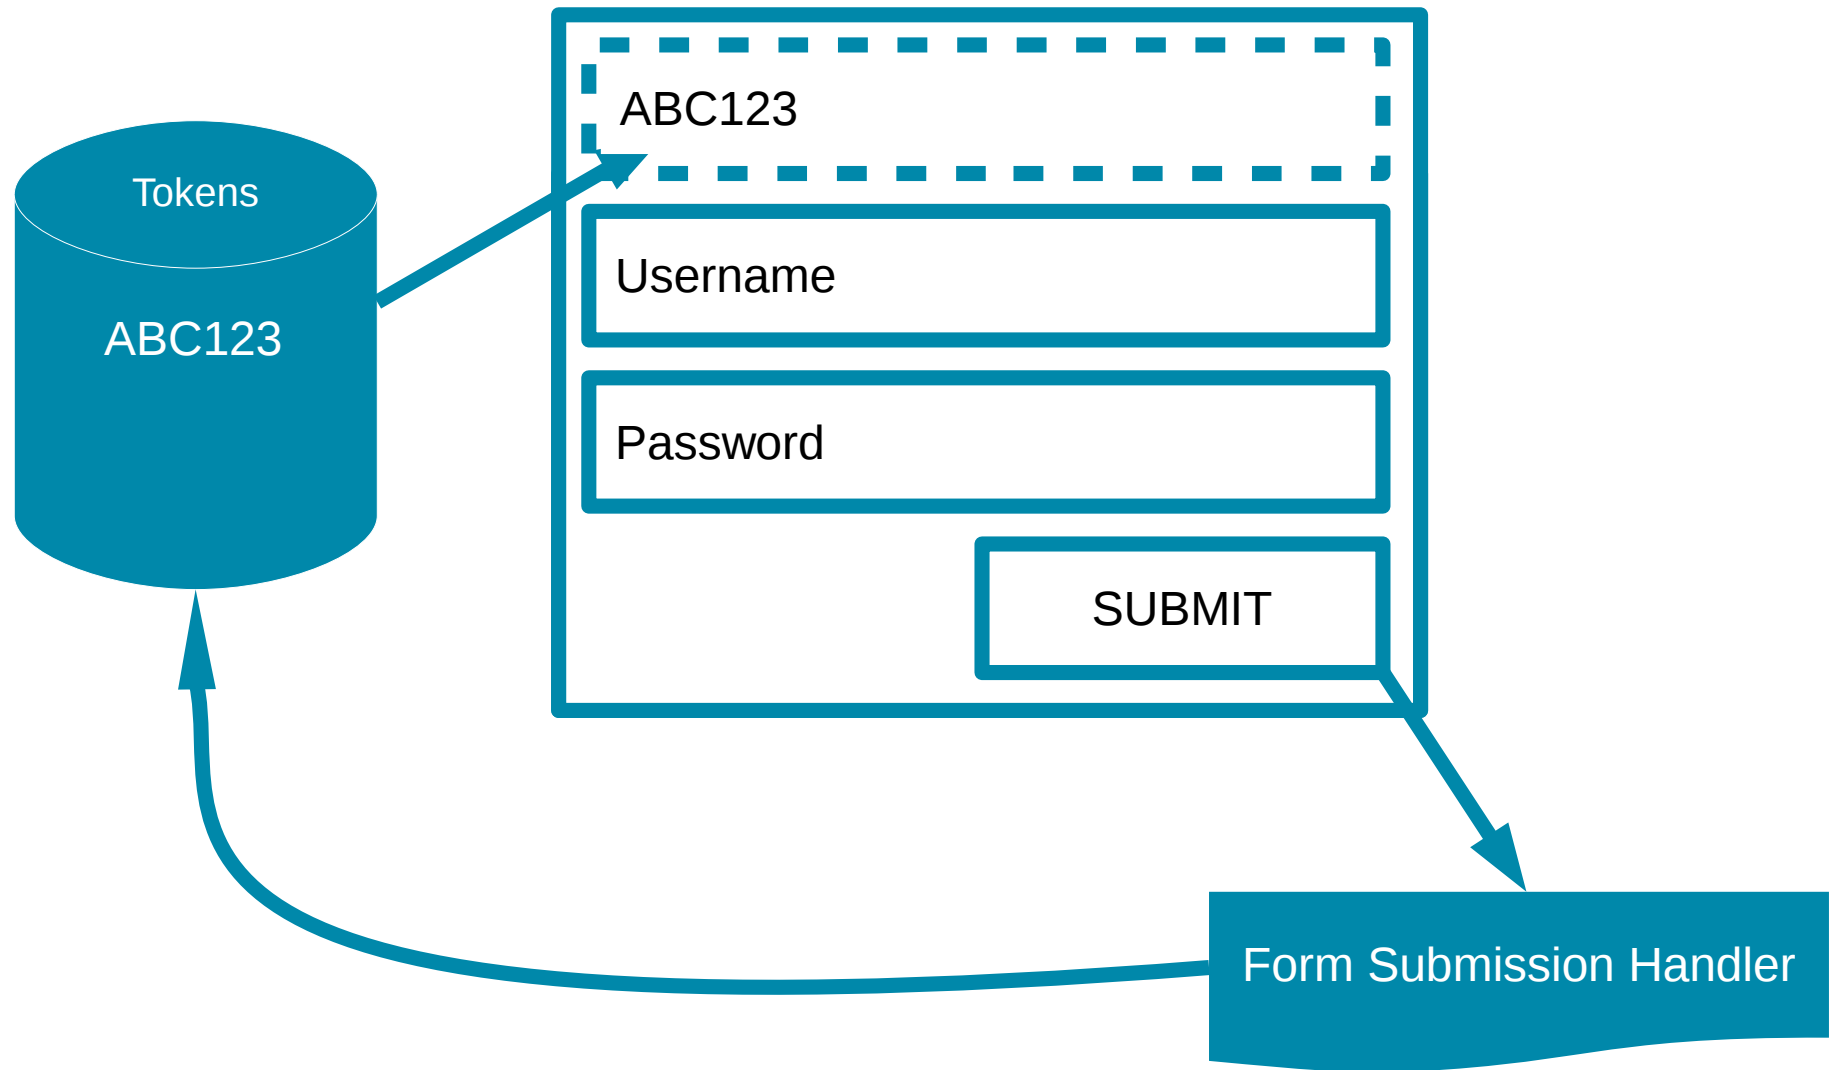 Tokens
ABC123
ABC123
Username
Password
SUBMIT
Form Submission Handler